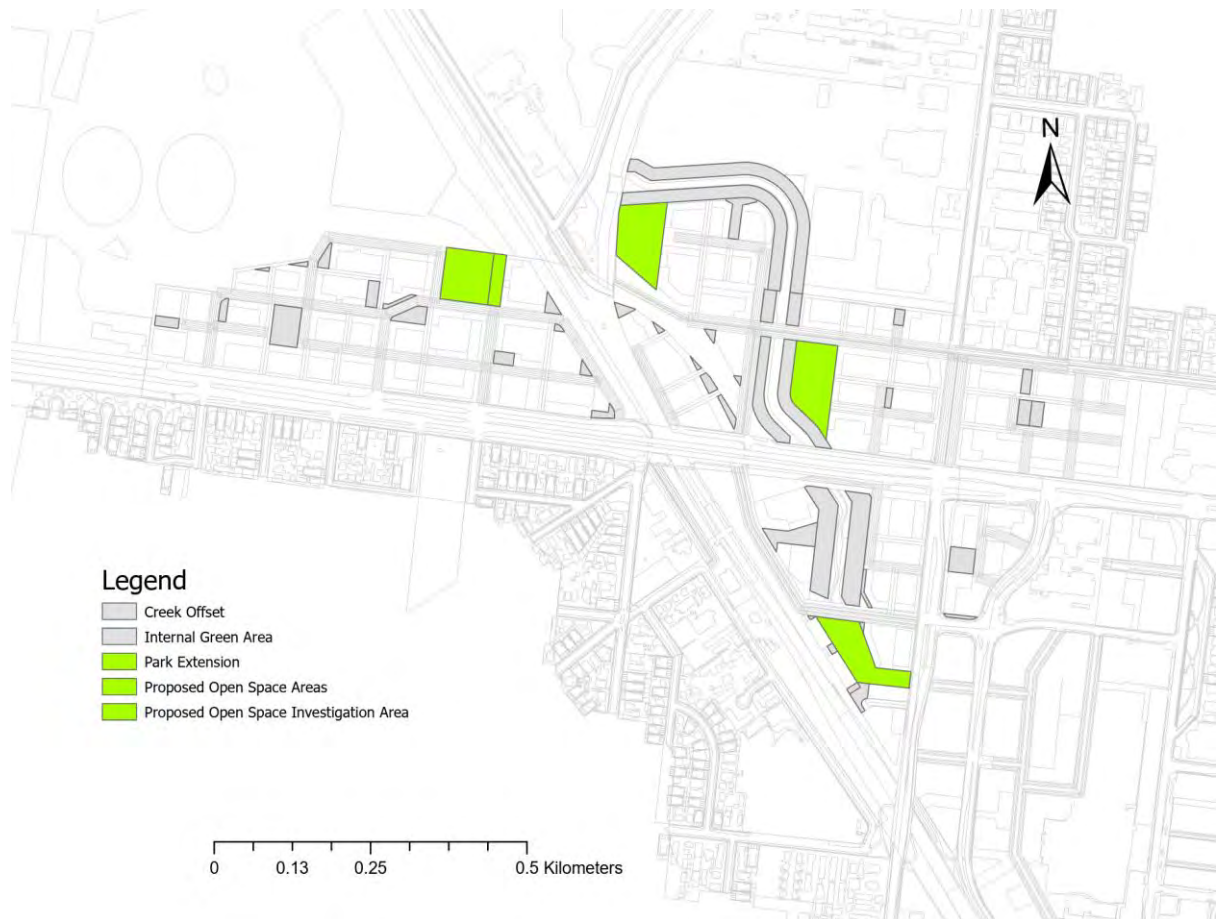 N
Legend
Creek Offset
Internal Green Area
Park Extension
Proposed Open Space Areas
Proposed Open Space Investigation Area
0 0.13 0.25 0.5 Kilometers